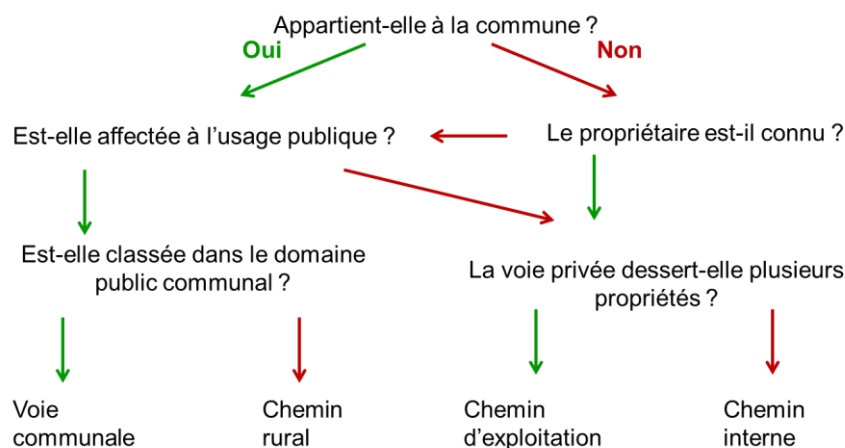 Appartient-elle à la commune ?
Oui
Non
Est-elle affectée à l’usage publique ?
Le propriétaire est-il connu ?
Est-elle classée dans le domaine
public communal ?
La voie privée dessert-elle plusieurs
propriétés ?
Voie
communale
Chemin
rural
Chemin
d’exploitation
Chemin
interne